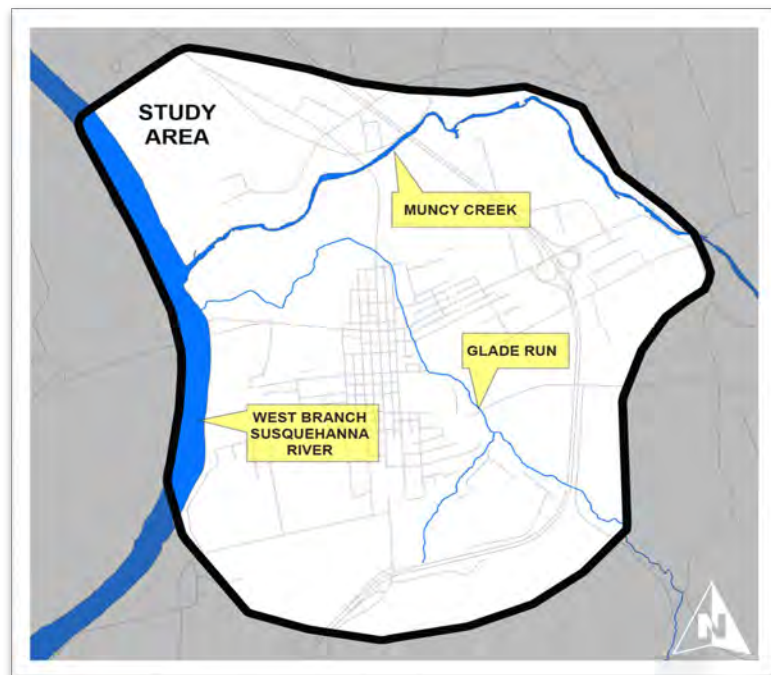 STUDY
AREA
MUNCY CREEK
GLADE RUN
WEST BRANCH
SUSQUEHANNA
RIVER
N